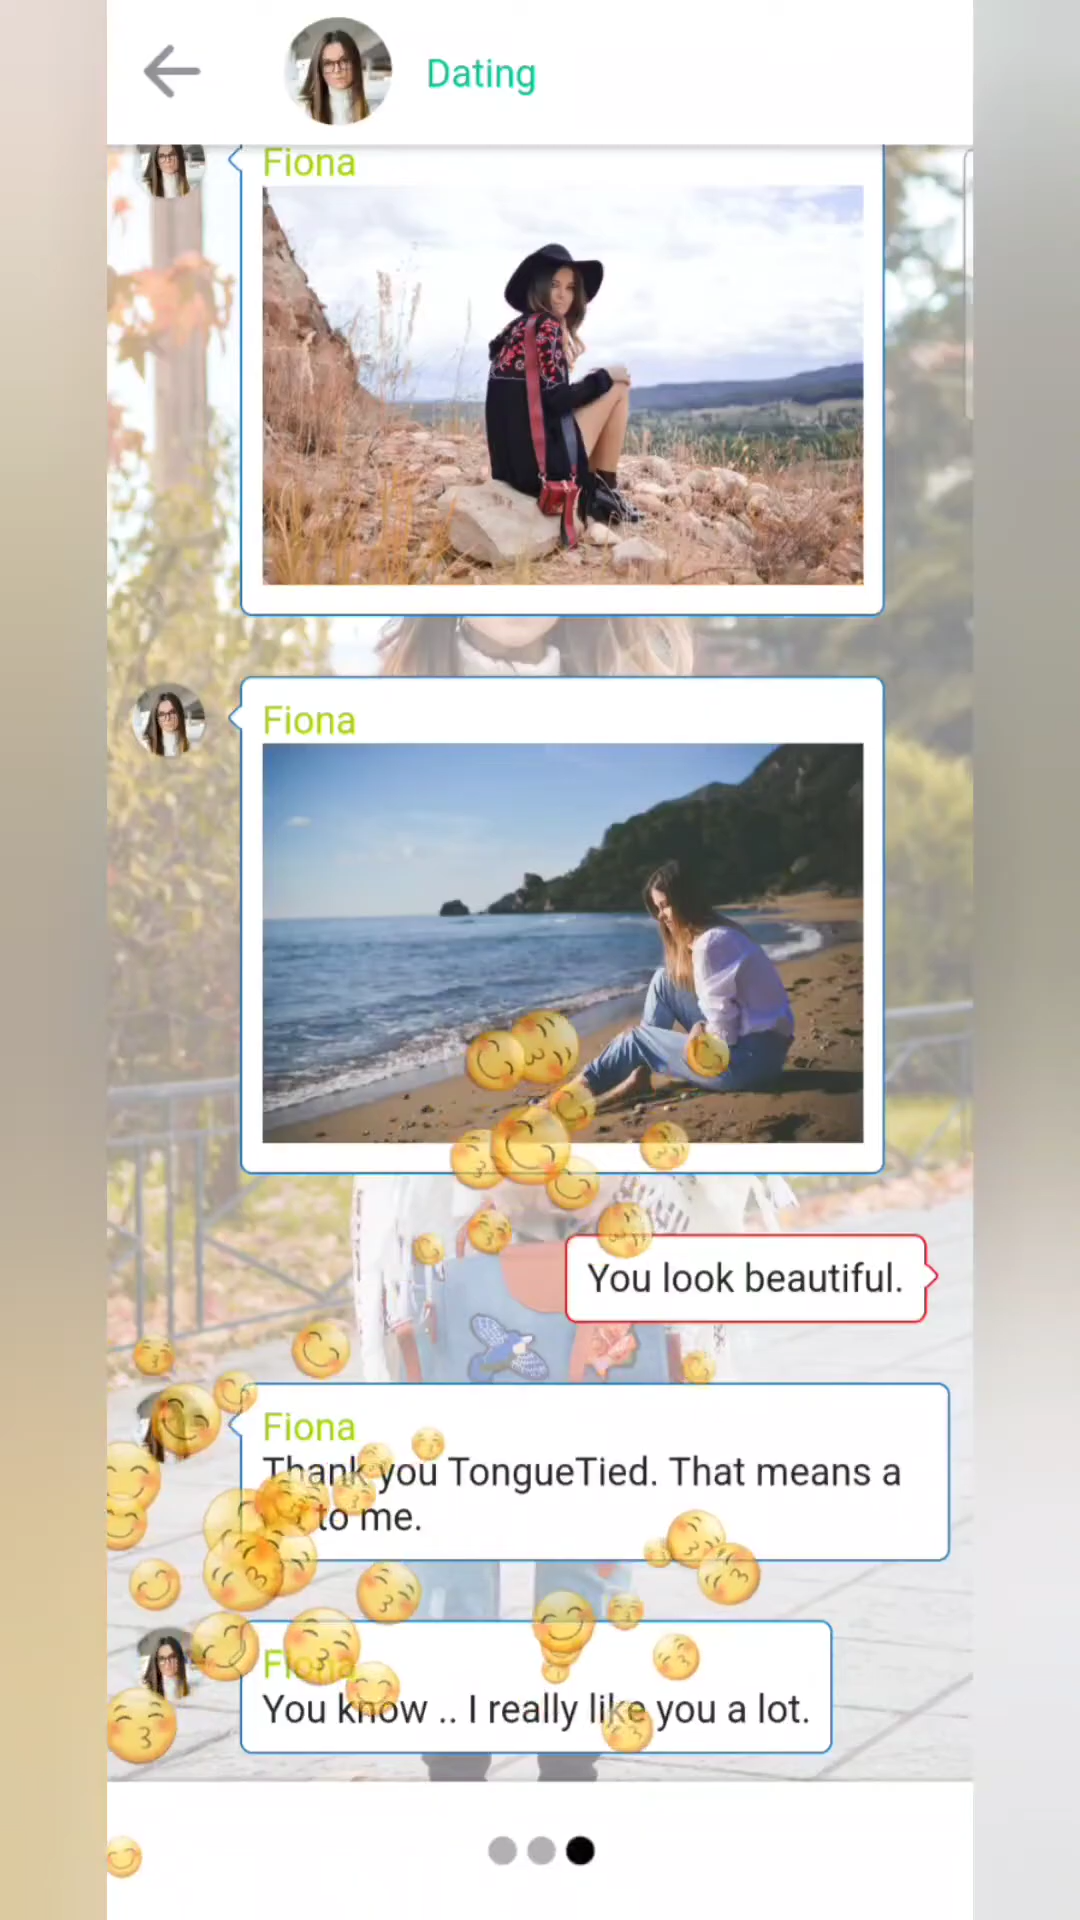 Dating
Fiona
Fiona
You look beautiful.
Fiona
Thank you TongueTied. That means a
to me.
Fiona
You know .. I really like you a lot.